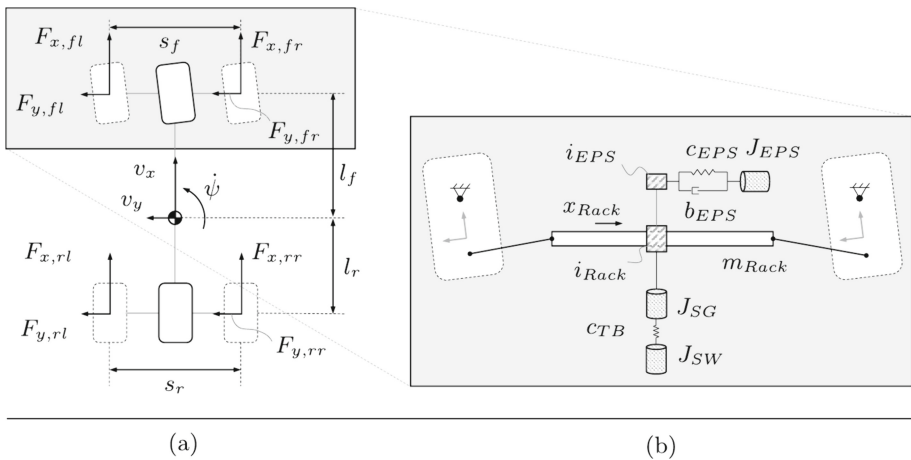 F_{x,fl}
s_f
F_{x,fr}
F_{y,fl}
F_{y,fr}
v_x
\dot{\psi}
l_f
v_y
F_{x,rl}
F_{x,rr}
l_r
F_{y,rl}
F_{y,rr}
s_r
(a)
i_{EPS}
c_{EPS}
J_{EPS}
b_{EPS}
x_{Rack}
i_{Rack}
m_{Rack}
J_{SG}
c_{TB}
J_{SW}
(b)